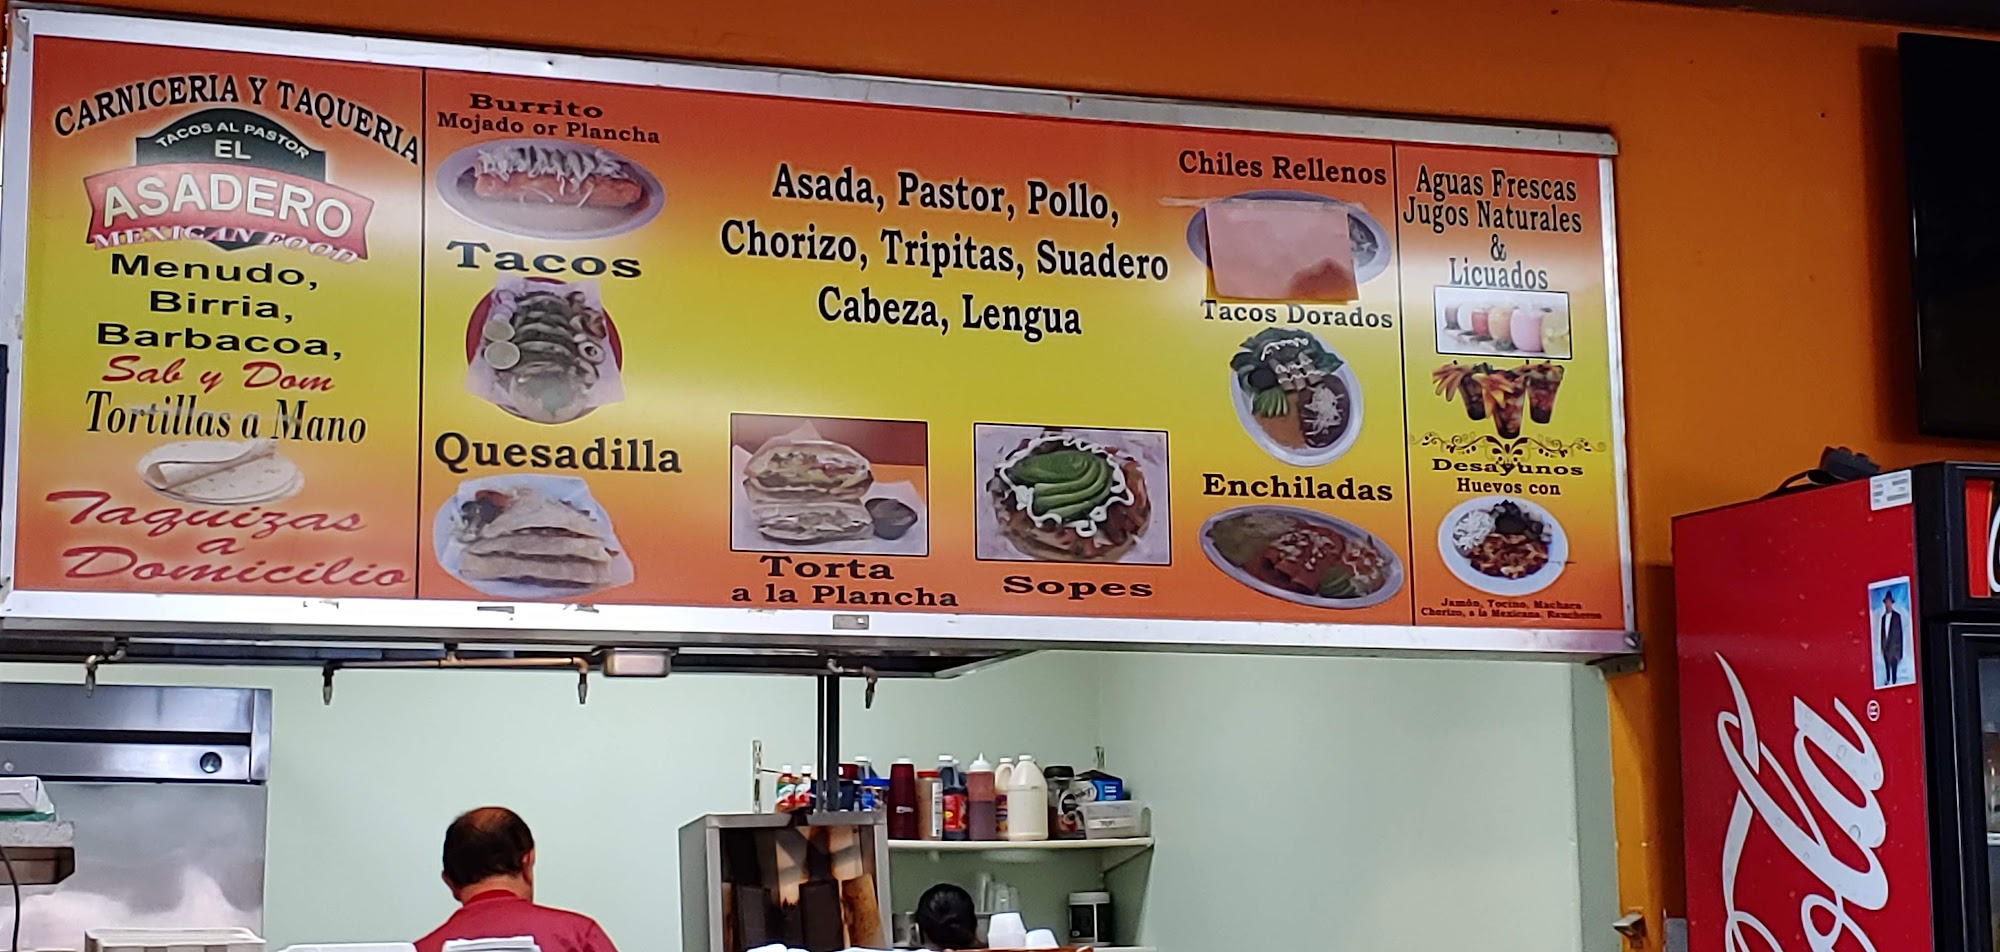 CARNICERIA Y TAQUERIA
TACOS AL PASTOR
EL
ASADERO
MEXICAN FOOD
Menudo,
Birria,
Barbacoa,
Sab y Dom
Tortillas a Mano
Taquizas
a
Domicilio
Burrito
Mojado or Plancha
Tacos
Quesadilla
Asada, Pastor, Pollo,
Chorizo, Tripitas, Suadero
Cabeza, Lengua
Torta
a la Plancha
Sopes
Chiles Rellenos
Tacos Dorados
Enchiladas
Aguas Frescas
Jugos Naturales
&
Licuados
Desayunos
Huevos con
Jamón, Tocino, Machaca
Chorizo, a la Mexicana, Rancheros
Cola
®